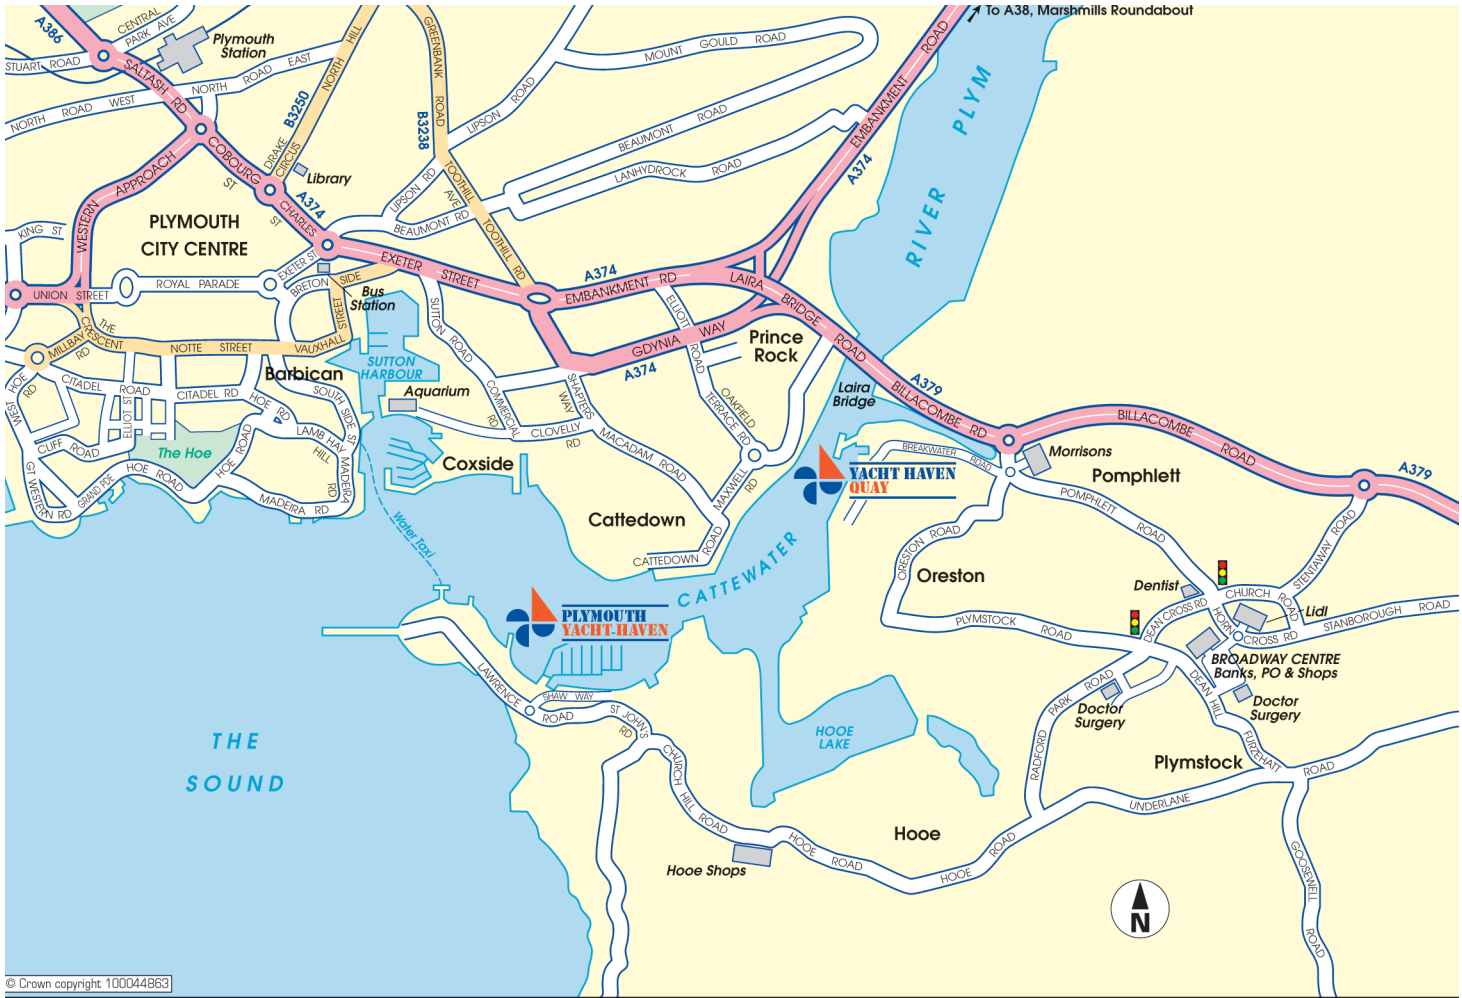 To A38, Marshmills Roundabout
A386
CENTRAL
PARK AVE
Plymouth
Station
STUART ROAD
SALTASH RD
NORTH ROAD EAST
NORTH ROAD WEST
NORTH HILL
B3250
DRAKE
CIRCUS
GREENBANK ROAD
B3238
LIPSON ROAD
MOUNT GOULD ROAD
BEAUMONT ROAD
LANHYDROCK ROAD
EMBANKMENT ROAD
A374
RIVER PLYM
COBOURG
ST
Library
A374
CHARLES
ST
WESTERN APPROACH
PLYMOUTH
CITY CENTRE
KING ST
LIPSON RD
BEAUMONT RD
TOOTHILL
AVE
TOOTHILL RD
EXETER STREET
EXETER ST
BRETON SIDE
Bus
Station
UNION STREET
ROYAL PARADE
THE
CRESCENT
MILLBAY
RD
NOTTE STREET
VAUXHALL
STREET
A374
EMBANKMENT RD
LAIRA
BRIDGE
ROAD
GDYNIA WAY
A374
ELLIOTT
ROAD
Prince
Rock
SUTTON ROAD
SUTTON
HARBOUR
Barbican
Aquarium
CITADEL ROAD
CITADEL RD
HOE RD
WEST HOE
RD
ELLIOT ST
CLIFF ROAD
The Hoe
HOE ROAD
HOE ROAD
GRAND PDE
GT WESTERN RD
LAMB HAY
HILL
SOUTH SIDE ST
MADEIRA
RD
MADEIRA RD
COMMERCIAL
RD
CLOVELLY
RD
SHAPTERS
WAY
MACADAM ROAD
OAKFIELD
TERRACE RD
MAXWELL
RD
Coxside
Cattedown
CATTEDOWN ROAD
Water Taxi
Laira
Bridge
A379
BILLACOMBE RD
BILLACOMBE ROAD
A379
BREAKWATER ROAD
Morrisons
Pomphlett
YACHT HAVEN
QUAY
POMPHLETT ROAD
ORESTON ROAD
Oreston
CATTEWATER
PLYMOUTH
YACHT-HAVEN
PLYMSTOCK ROAD
Dentist
DEAN CROSS RD
CHURCH ROAD
STENTAWAY ROAD
HORN
CROSS RD
Lidl
STANBOROUGH ROAD
BROADWAY CENTRE
Banks, PO & Shops
Doctor
Surgery
Doctor
Surgery
DEAN HILL
FURZEHATT
ROAD
PARK ROAD
RADFORD
Plymstock
UNDERLANE
LAWRENCE
ROAD
SHAW WAY
ST JOHN'S
RD
CHURCH HILL ROAD
HOOE
LAKE
Hooe
Hooe Shops
HOOE ROAD
HOOE ROAD
GOOSEWELL ROAD
THE
SOUND
N
© Crown copyright 100044863